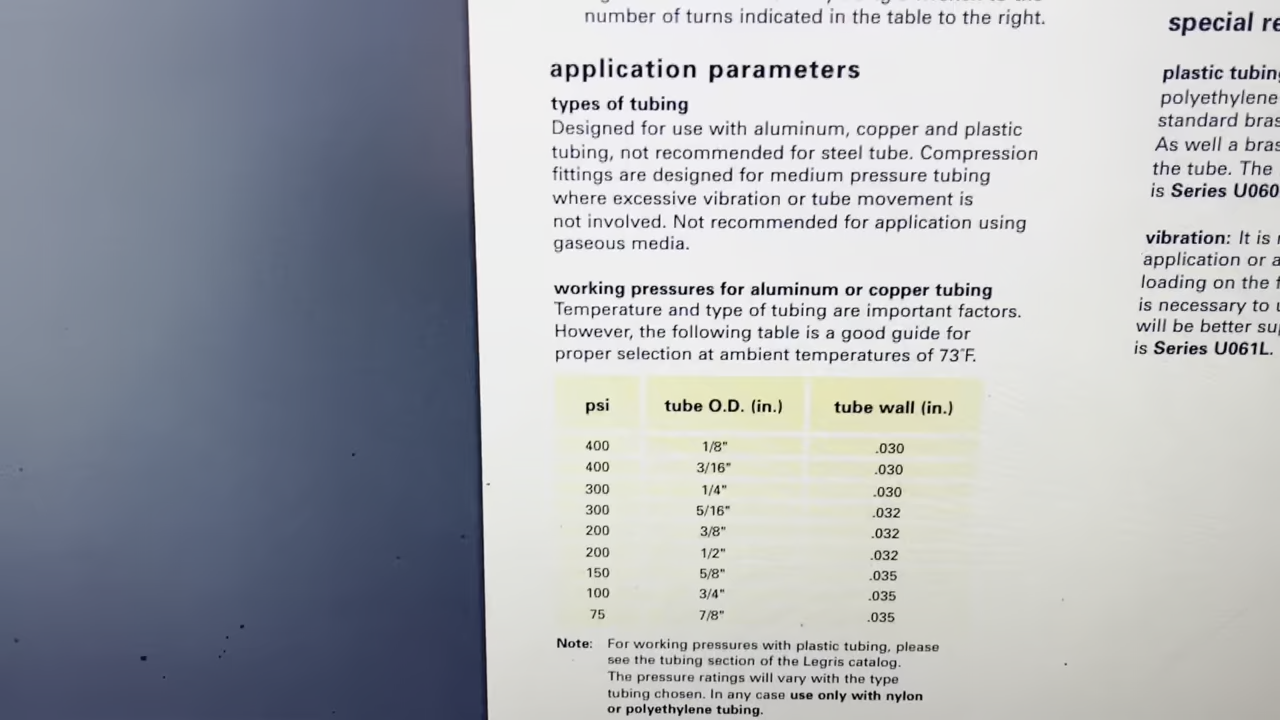 number of turns indicated in the table to the right.
application parameters
types of tubing
Designed for use with aluminum, copper and plastic
tubing, not recommended for steel tube. Compression
fittings are designed for medium pressure tubing
where excessive vibration or tube movement is
not involved. Not recommended for application using
gaseous media.
working pressures for aluminum or copper tubing
Temperature and type of tubing are important factors.
However, the following table is a good guide for
proper selection at ambient temperatures of 73°F.
psi tube O.D. (in.) tube wall (in.)
400 1/8" .030
400 3/16" .030
300 1/4" .030
300 5/16" .032
200 3/8" .032
200 1/2" .032
150 5/8" .035
100 3/4" .035
75 7/8" .035
Note: For working pressures with plastic tubing, please
see the tubing section of the Legris catalog.
The pressure ratings will vary with the type
tubing chosen. In any case use only with nylon
or polyethylene tubing.
special re
plastic tubing
polyethylene
standard bras
As well a bras
the tube. The
is Series U060
vibration: It is
application or a
loading on the f
is necessary to u
will be better sup
is Series U061L.